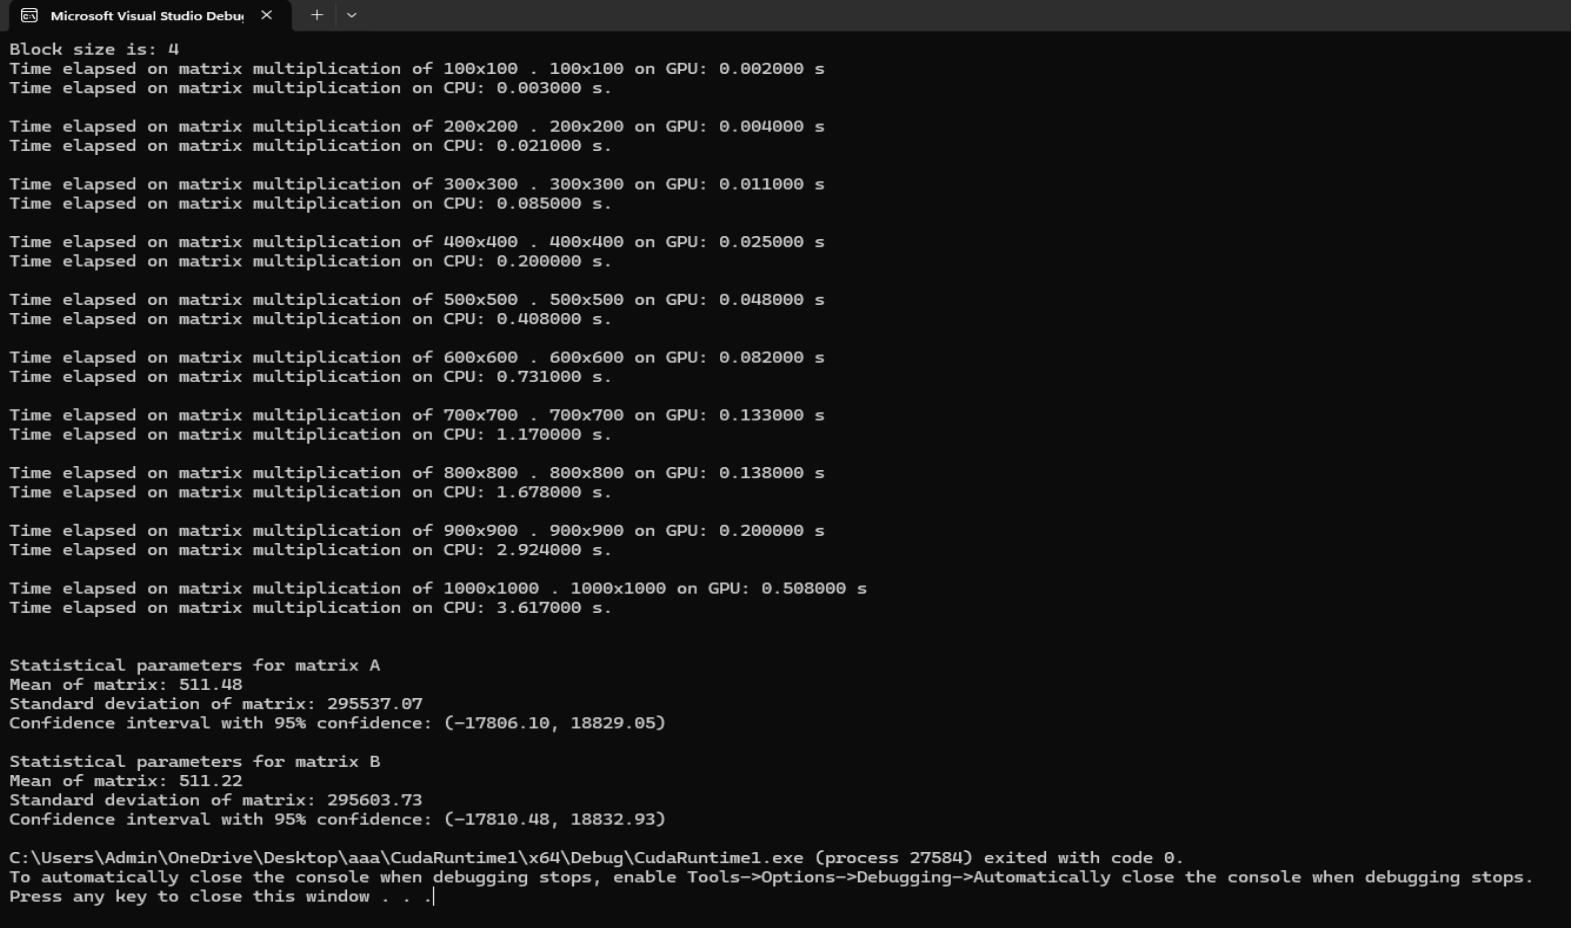 Microsoft Visual Studio Debu
Block size is: 4
Time elapsed on matrix multiplication of 100x100 . 100x100 on GPU: 0.002000 s
Time elapsed on matrix multiplication on CPU: 0.003000 s.
Time elapsed on matrix multiplication of 200x200 . 200x200 on GPU: 0.004000 s
Time elapsed on matrix multiplication on CPU: 0.021000 s.
Time elapsed on matrix multiplication of 300x300 . 300x300 on GPU: 0.011000 s
Time elapsed on matrix multiplication on CPU: 0.085000 s.
Time elapsed on matrix multiplication of 400x400 . 400x400 on GPU: 0.025000 s
Time elapsed on matrix multiplication on CPU: 0.200000 s.
Time elapsed on matrix multiplication of 500x500 . 500x500 on GPU: 0.048000 s
Time elapsed on matrix multiplication on CPU: 0.408000 s.
Time elapsed on matrix multiplication of 600x600 . 600x600 on GPU: 0.082000 s
Time elapsed on matrix multiplication on CPU: 0.731000 s.
Time elapsed on matrix multiplication of 700x700 . 700x700 on GPU: 0.133000 s
Time elapsed on matrix multiplication on CPU: 1.170000 s.
Time elapsed on matrix multiplication of 800x800 . 800x800 on GPU: 0.138000 s
Time elapsed on matrix multiplication on CPU: 1.678000 s.
Time elapsed on matrix multiplication of 900x900 . 900x900 on GPU: 0.200000 s
Time elapsed on matrix multiplication on CPU: 2.924000 s.
Time elapsed on matrix multiplication of 1000x1000 . 1000x1000 on GPU: 0.508000 s
Time elapsed on matrix multiplication on CPU: 3.617000 s.
Statistical parameters for matrix A
Mean of matrix: 511.48
Standard deviation of matrix: 295537.07
Confidence interval with 95% confidence: (-17806.10, 18829.05)
Statistical parameters for matrix B
Mean of matrix: 511.22
Standard deviation of matrix: 295603.73
Confidence interval with 95% confidence: (-17810.48, 18832.93)
C:\Users\Admin\OneDrive\Desktop\aaa\CudaRuntime1\x64\Debug\CudaRuntime1.exe (process 27584) exited with code 0.
To automatically close the console when debugging stops, enable Tools->Options->Debugging->Automatically close the console when debugging stops.
Press any key to close this window . . .